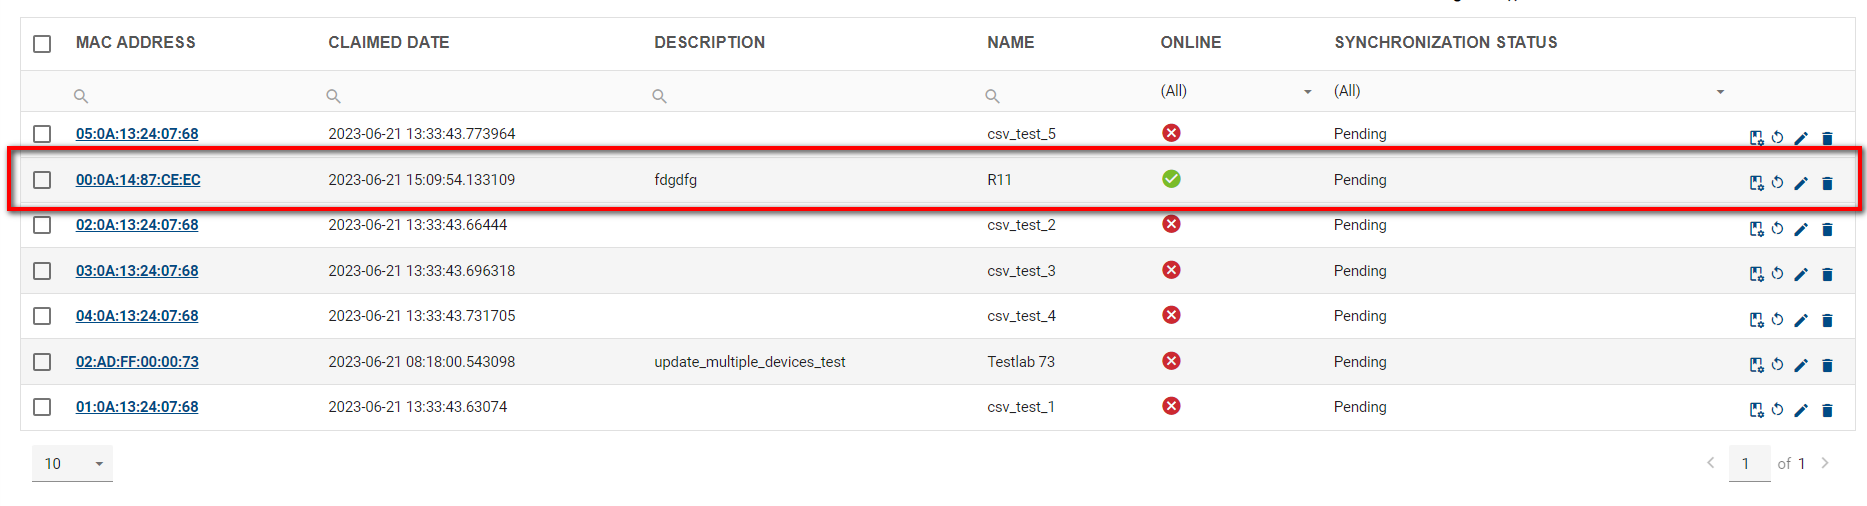 MAC ADDRESS CLAIMED DATE DESCRIPTION NAME ONLINE SYNCHRONIZATION STATUS
(All) (All)
05:0A:13:24:07:68 2023-06-21 13:33:43.773964 csv_test_5 Pending
00:0A:14:87:CE:EC 2023-06-21 15:09:54.133109 fdgdfg R11 Pending
02:0A:13:24:07:68 2023-06-21 13:33:43.66444 csv_test_2 Pending
03:0A:13:24:07:68 2023-06-21 13:33:43.696318 csv_test_3 Pending
04:0A:13:24:07:68 2023-06-21 13:33:43.731705 csv_test_4 Pending
02:AD:FF:00:00:73 2023-06-21 08:18:00.543098 update_multiple_devices_test Testlab 73 Pending
01:0A:13:24:07:68 2023-06-21 13:33:43.63074 csv_test_1 Pending
10 1 of 1